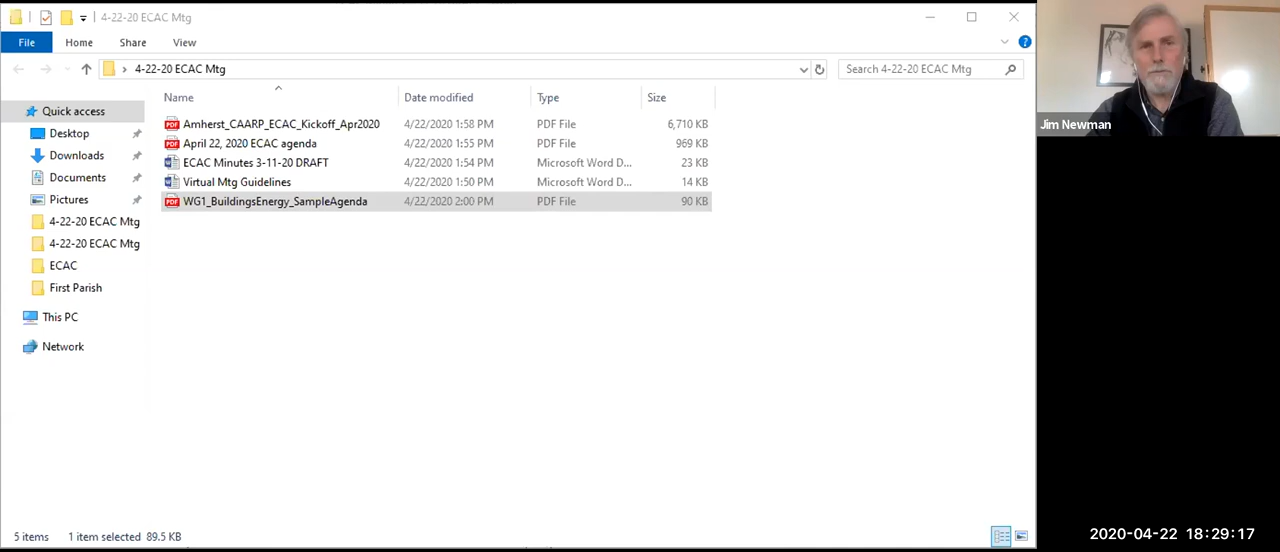 4-22-20 ECAC Mtg
File Home Share View
4-22-20 ECAC Mtg Search 4-22-20 ECAC Mtg
Name Date modified Type Size
Quick access
Desktop
Downloads
Documents
Pictures
4-22-20 ECAC Mtg
4-22-20 ECAC Mtg
ECAC
First Parish
This PC
Network
PDF Amherst_CAARP_ECAC_Kickoff_Apr2020 4/22/2020 1:58 PM PDF File 6,710 KB
PDF April 22, 2020 ECAC agenda 4/22/2020 1:55 PM PDF File 969 KB
ECAC Minutes 3-11-20 DRAFT 4/22/2020 1:54 PM Microsoft Word D... 23 KB
Virtual Mtg Guidelines 4/22/2020 1:50 PM Microsoft Word D... 14 KB
PDF WG1_BuildingsEnergy_SampleAgenda 4/22/2020 2:00 PM PDF File 90 KB
5 items 1 item selected 89.5 KB
Jim Newman
2020-04-22 18:29:17